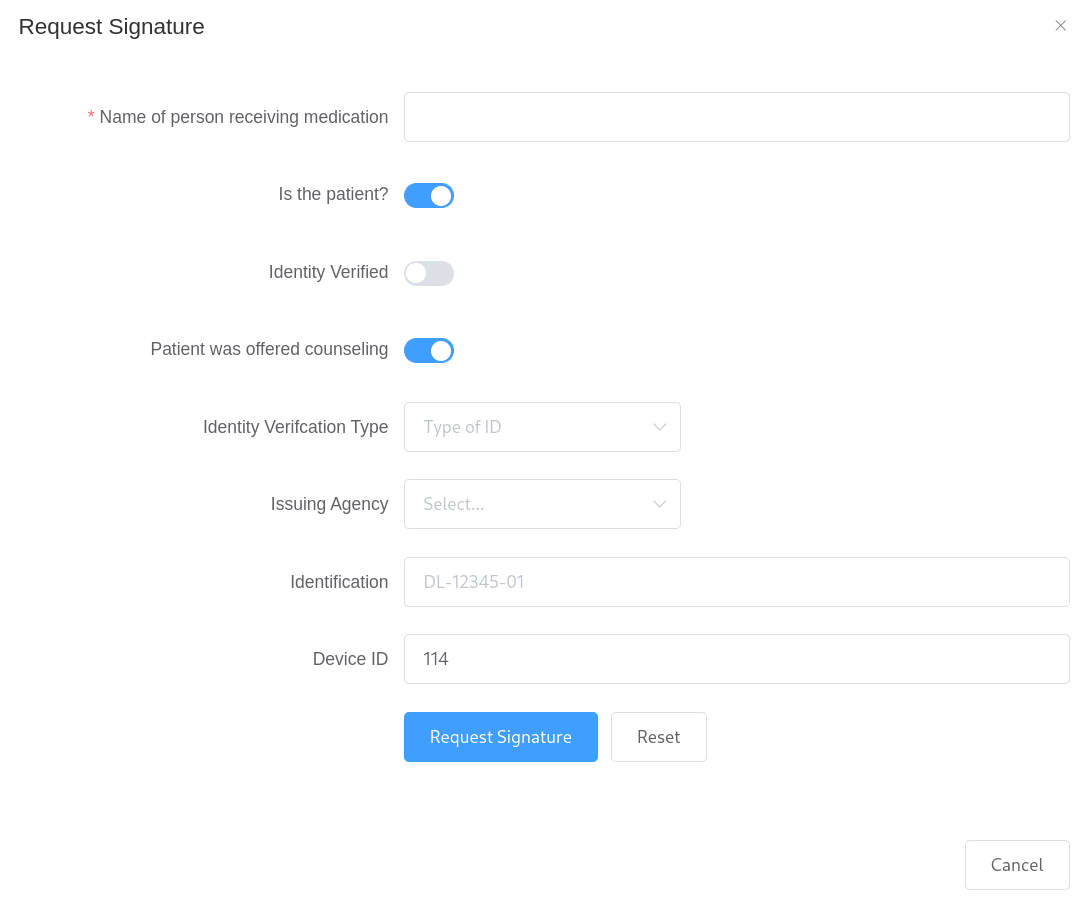 Request Signature
* Name of person receiving medication
Is the patient?
Identity Verified
Patient was offered counseling
Identity Verifcation Type
Type of ID
Issuing Agency
Select...
Identification
DL-12345-01
Device ID
114
Request Signature
Reset
Cancel